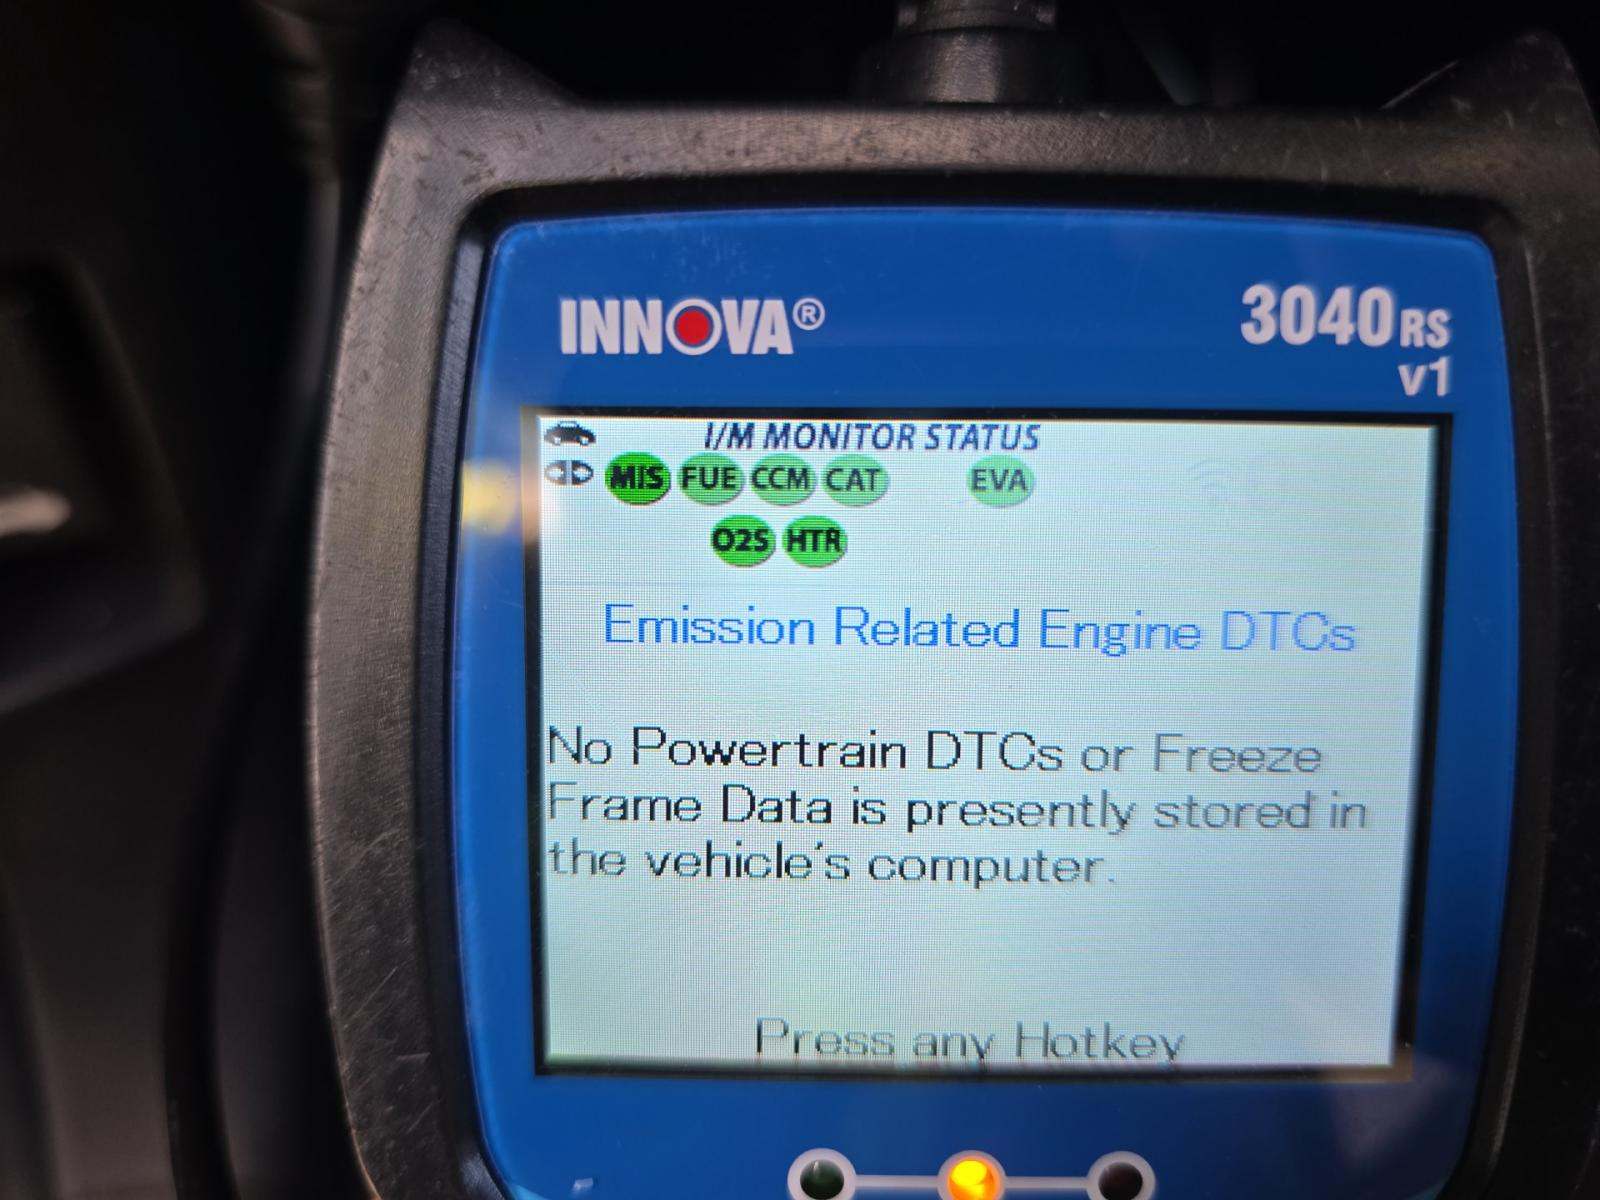 INNOVA®
3040RS
v1
I/M MONITOR STATUS
MIS FUE CCM CAT EVA
O2S HTR
Emission Related Engine DTCs
No Powertrain DTCs or Freeze
Frame Data is presently stored in
the vehicle's computer.
Press any Hotkey